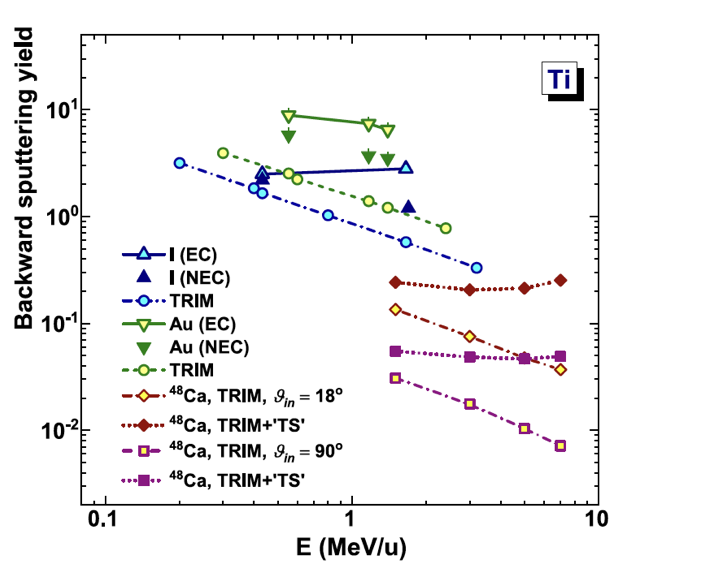 Backward sputtering yield
Ti
10¹
10⁰
10⁻¹
10⁻²
I (EC)
I (NEC)
TRIM
Au (EC)
Au (NEC)
TRIM
⁴⁸Ca, TRIM, ϑin = 18°
⁴⁸Ca, TRIM+'TS'
⁴⁸Ca, TRIM, ϑin = 90°
⁴⁸Ca, TRIM+'TS'
0.1 1 10
E (MeV/u)